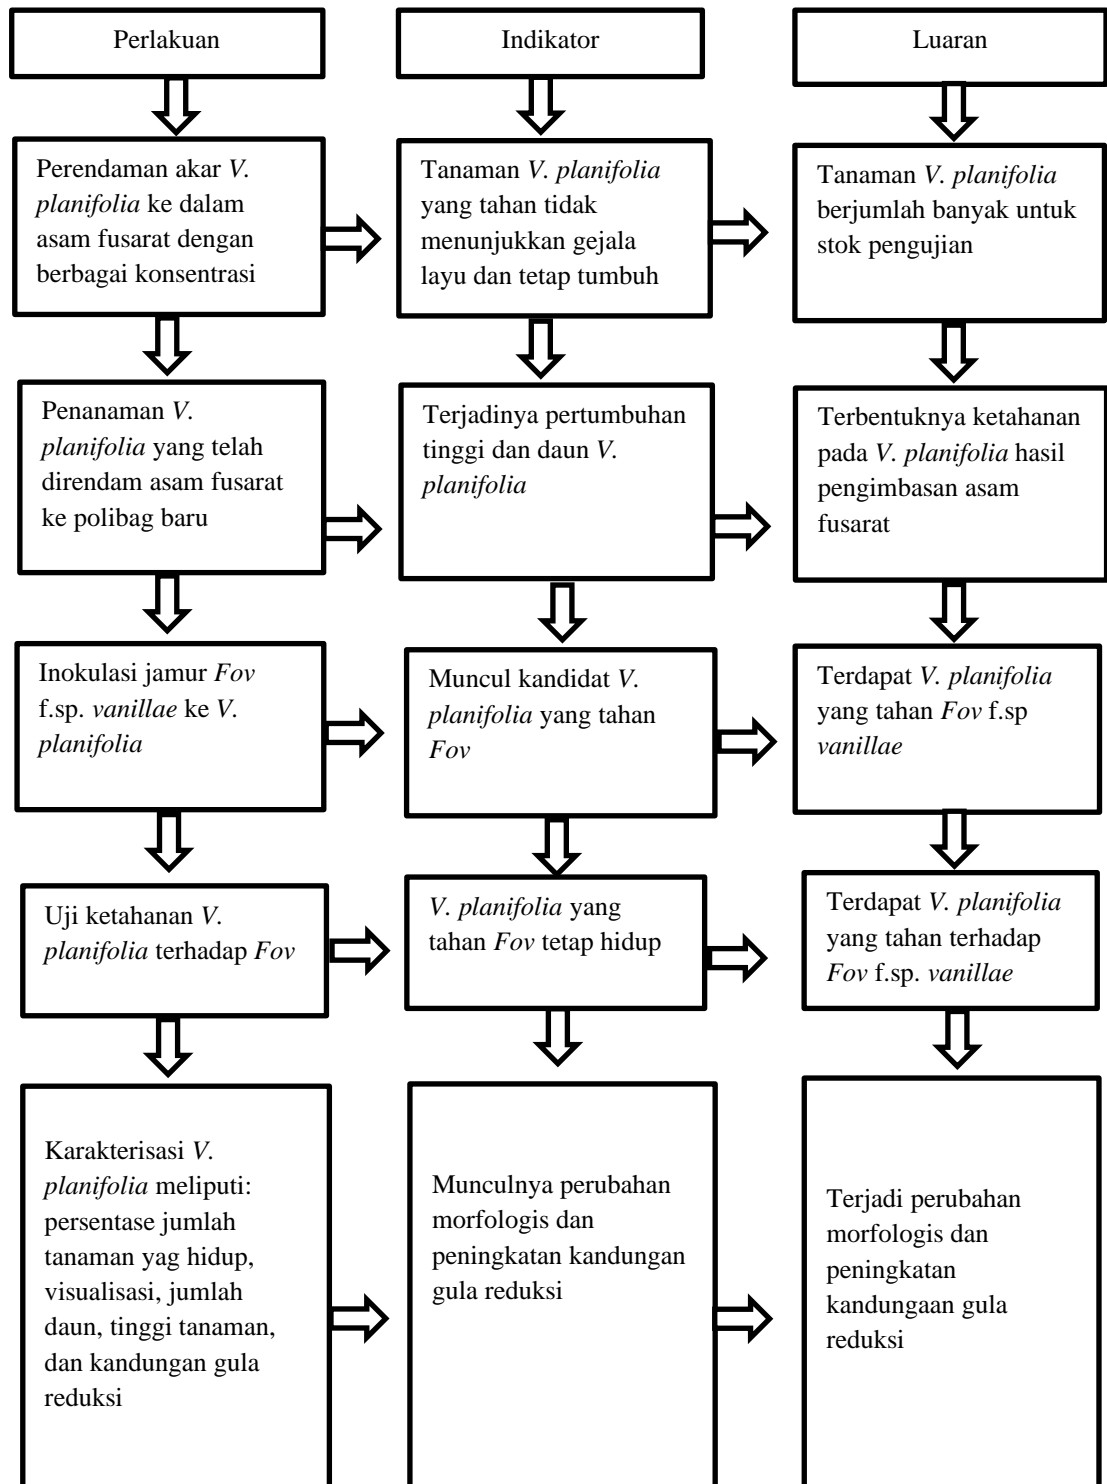 Perlakuan
Indikator
Luaran
Perendaman akar V.
planifolia ke dalam
asam fusarat dengan
berbagai konsentrasi
Tanaman V. planifolia
yang tahan tidak
menunjukkan gejala
layu dan tetap tumbuh
Tanaman V. planifolia
berjumlah banyak untuk
stok pengujian
Penanaman V.
planifolia yang telah
direndam asam fusarat
ke polibag baru
Terjadinya pertumbuhan
tinggi dan daun V.
planifolia
Terbentuknya ketahanan
pada V. planifolia hasil
pengimbasan asam
fusarat
Inokulasi jamur Fov
f.sp. vanillae ke V.
planifolia
Muncul kandidat V.
planifolia yang tahan
Fov
Terdapat V. planifolia
yang tahan Fov f.sp
vanillae
Uji ketahanan V.
planifolia terhadap Fov
V. planifolia yang
tahan Fov tetap hidup
Terdapat V. planifolia
yang tahan terhadap
Fov f.sp. vanillae
Karakterisasi V.
planifolia meliputi:
persentase jumlah
tanaman yag hidup,
visualisasi, jumlah
daun, tinggi tanaman,
dan kandungan gula
reduksi
Munculnya perubahan
morfologis dan
peningkatan kandungan
gula reduksi
Terjadi perubahan
morfologis dan
peningkatan
kandungaan gula
reduksi